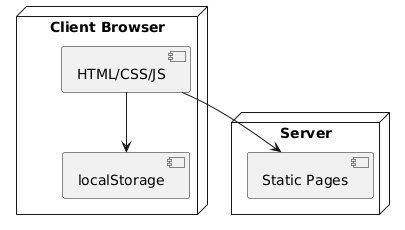 Client Browser
HTML/CSS/JS
localStorage
Server
Static Pages